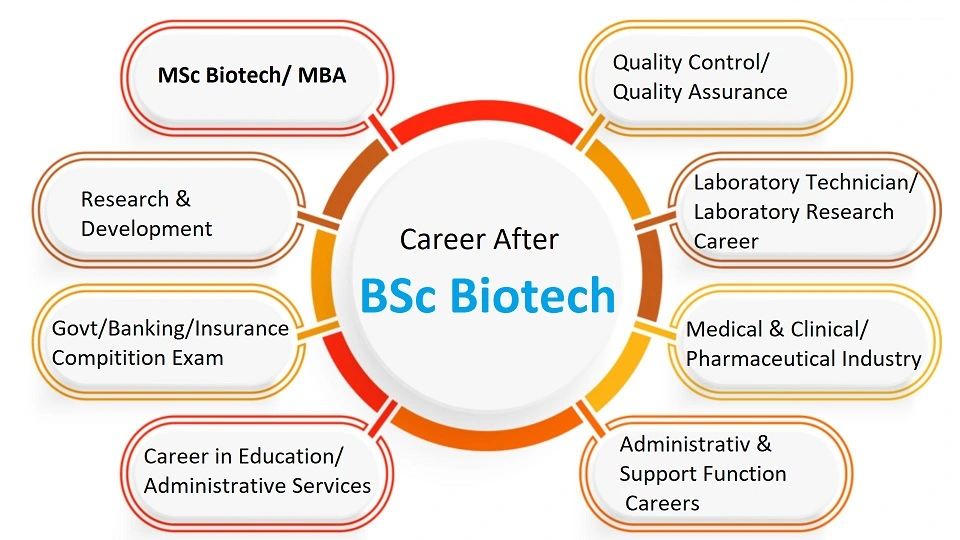 MSc Biotech/ MBA
Quality Control/
Quality Assurance
Research &
Development
Laboratory Technician/
Laboratory Research
Career
Career After
BSc Biotech
Govt/Banking/Insurance
Compitition Exam
Medical & Clinical/
Pharmaceutical Industry
Career in Education/
Administrative Services
Administrativ &
Support Function
Careers